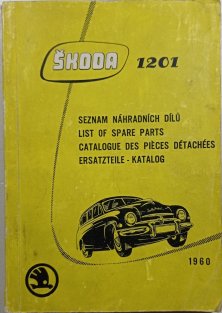 ŠKODA 1201
SEZNAM NÁHRADNÍCH DÍLŮ
LIST OF SPARE PARTS
CATALOGUE DES PIÈCES DÉTACHÉES
ERSATZTEILE - KATALOG
1960